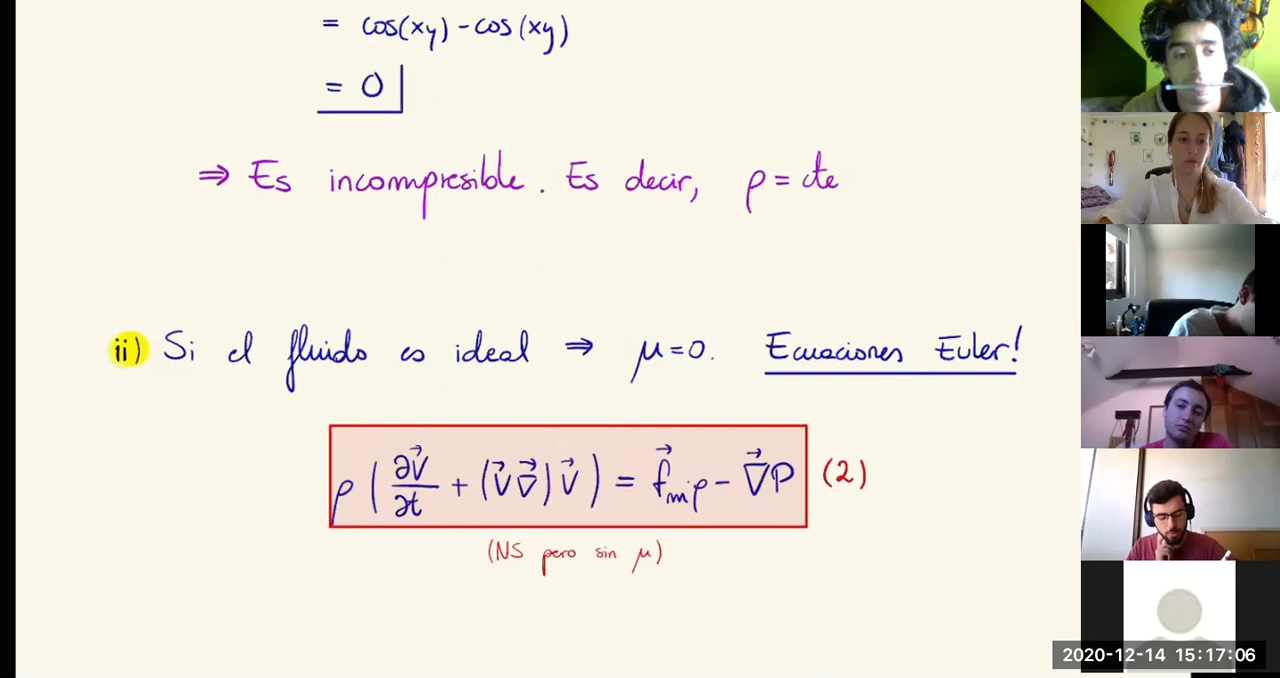 = cos(xy) - cos(xy)
= 0
⇒ Es incompresible. Es decir, ρ = cte
ii) Si el fluido es ideal ⇒ μ=0. Ecuaciones Euler!
ρ ( ∂v⃗/∂t + (v⃗ ∇⃗) v⃗ ) = f⃗ₘ ρ - ∇⃗P (2)
(NS pero sin μ)
2020-12-14 15:17:06